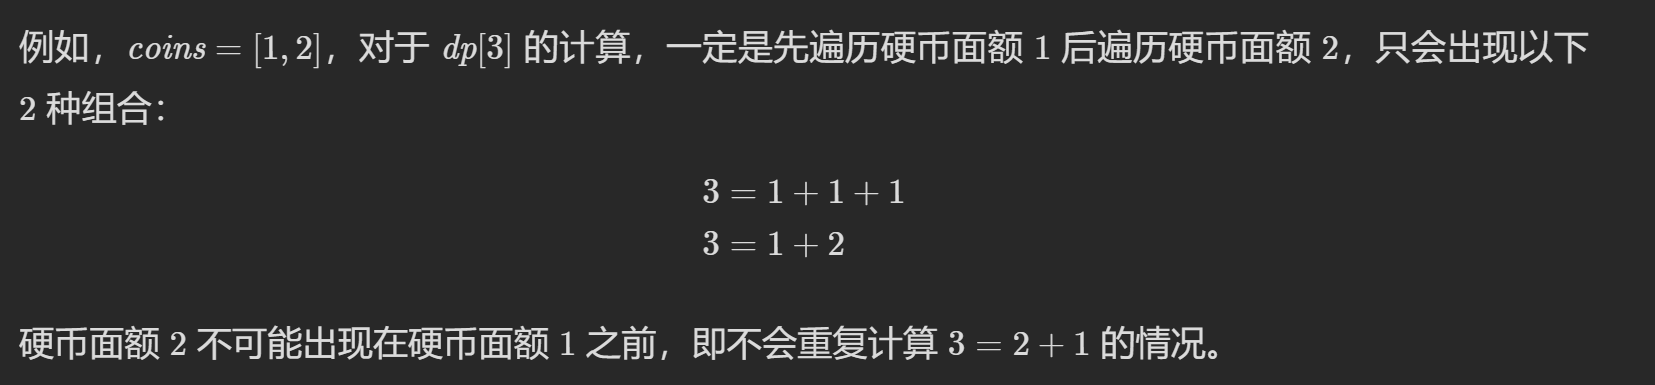 例如，coins = [1, 2]，对于 dp[3] 的计算，一定是先遍历硬币面额 1 后遍历硬币面额 2，只会出现以下
2 种组合：
3 = 1 + 1 + 1
3 = 1 + 2
硬币面额 2 不可能出现在硬币面额 1 之前，即不会重复计算 3 = 2 + 1 的情况。